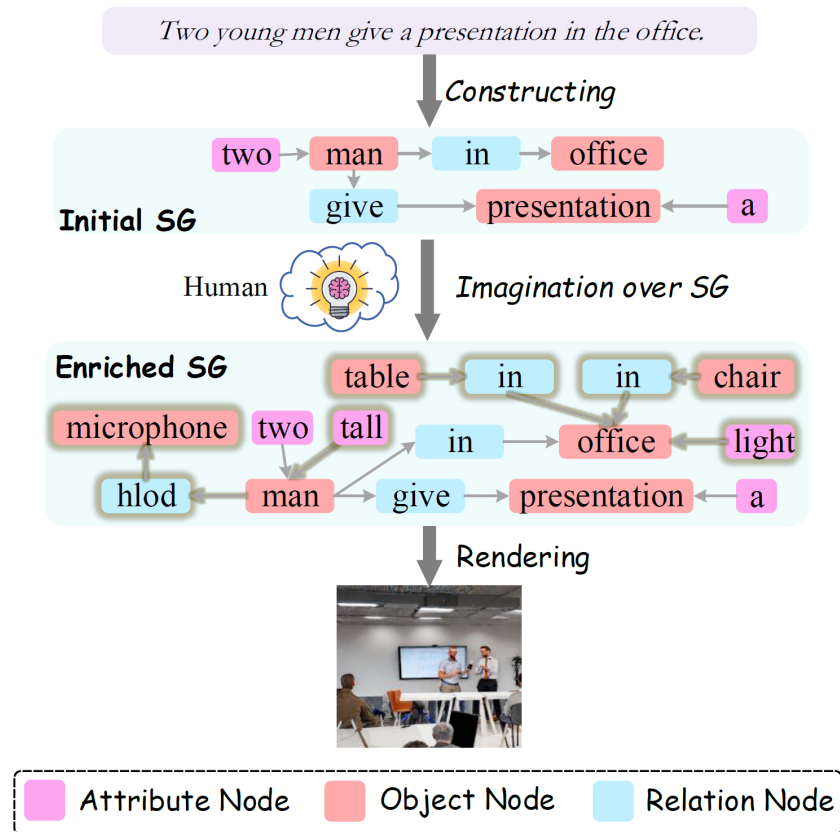 Two young men give a presentation in the office.
Constructing
two man in office
give presentation a
Initial SG
Human
Imagination over SG
Enriched SG
table in in chair
microphone two tall in office light
hlod man give presentation a
Rendering
Attribute Node Object Node Relation Node